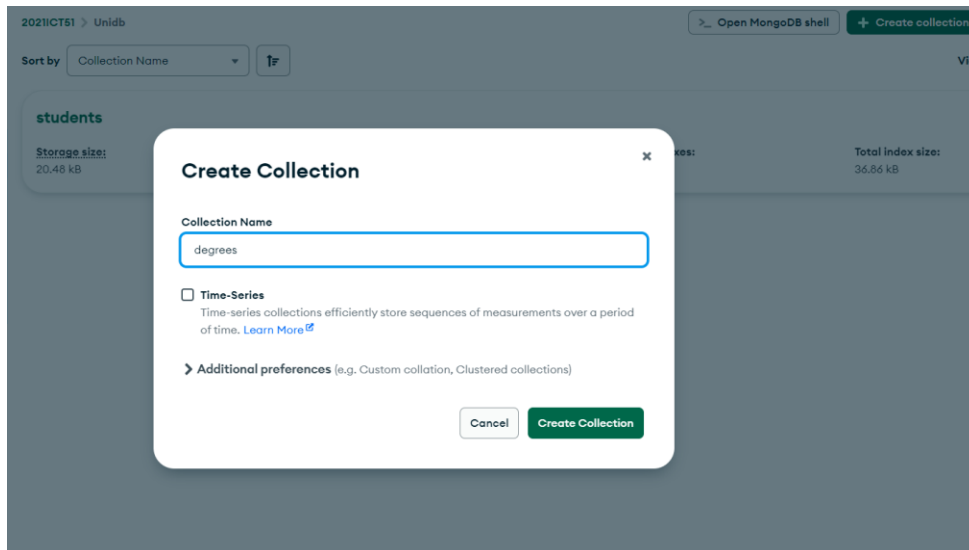 2021ICT51 > Unidb
>_ Open MongoDB shell
+ Create collection
Sort by
Collection Name
students
Storage size:
20.48 kB
Total index size:
36.86 kB
Create Collection
Collection Name
degrees
Time-Series
Time-series collections efficiently store sequences of measurements over a period
of time. Learn More
Additional preferences (e.g. Custom collation, Clustered collections)
Cancel
Create Collection